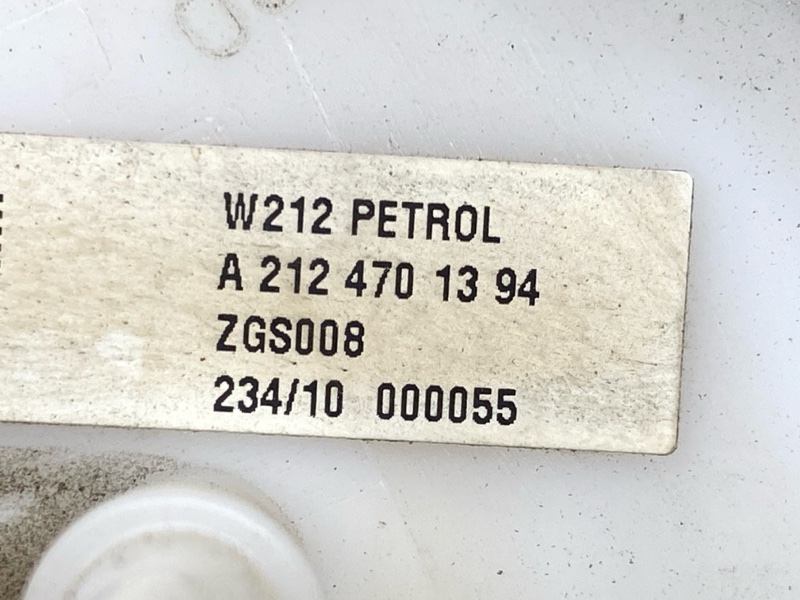 W212 PETROL
A 212 470 13 94
ZGS008
234/10 000055